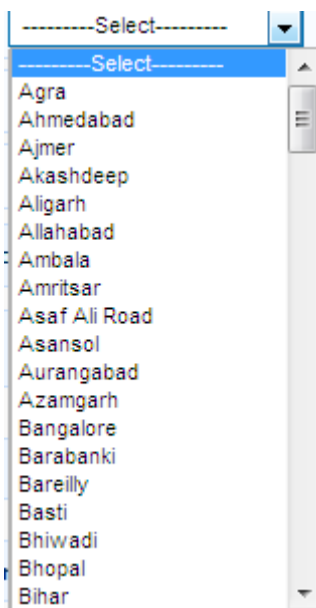 ---------Select---------
----------Select----------
Agra
Ahmedabad
Ajmer
Akashdeep
Aligarh
Allahabad
Ambala
Amritsar
Asaf Ali Road
Asansol
Aurangabad
Azamgarh
Bangalore
Barabanki
Bareilly
Basti
Bhiwadi
Bhopal
Bihar